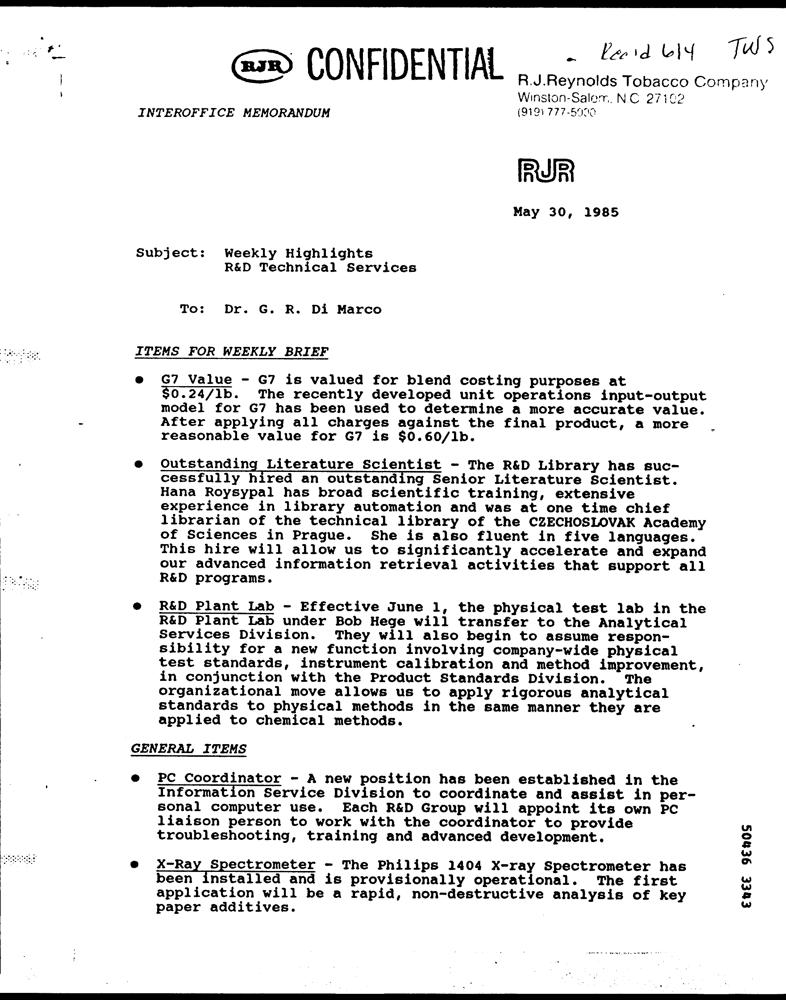 RJR CONFIDENTIAL
Rec'd 6/4 TWS
R.J.Reynolds Tobacco Company
Winston-Salem, N C 27102
(919) 777-5000
INTEROFFICE MEMORANDUM
RJR
May 30, 1985
Subject: Weekly Highlights
R&D Technical Services
To: Dr. G. R. Di Marco
ITEMS FOR WEEKLY BRIEF
● G7 Value - G7 is valued for blend costing purposes at
$0.24/lb. The recently developed unit operations input-output
model for G7 has been used to determine a more accurate value.
After applying all charges against the final product, a more
reasonable value for G7 is $0.60/lb.
● Outstanding Literature Scientist - The R&D Library has suc-
cessfully hired an outstanding Senior Literature Scientist.
Hana Roysypal has broad scientific training, extensive
experience in library automation and was at one time chief
librarian of the technical library of the CZECHOSLOVAK Academy
of Sciences in Prague. She is also fluent in five languages.
This hire will allow us to significantly accelerate and expand
our advanced information retrieval activities that support all
R&D programs.
● R&D Plant Lab - Effective June 1, the physical test lab in the
R&D Plant Lab under Bob Hege will transfer to the Analytical
Services Division. They will also begin to assume respon-
sibility for a new function involving company-wide physical
test standards, instrument calibration and method improvement,
in conjunction with the Product Standards Division. The
organizational move allows us to apply rigorous analytical
standards to physical methods in the same manner they are
applied to chemical methods.
GENERAL ITEMS
● PC Coordinator - A new position has been established in the
Information Service Division to coordinate and assist in per-
sonal computer use. Each R&D Group will appoint its own PC
liaison person to work with the coordinator to provide
troubleshooting, training and advanced development.
● X-Ray Spectrometer - The Philips 1404 X-ray Spectrometer has
been installed and is provisionally operational. The first
application will be a rapid, non-destructive analysis of key
paper additives.
50436 3343